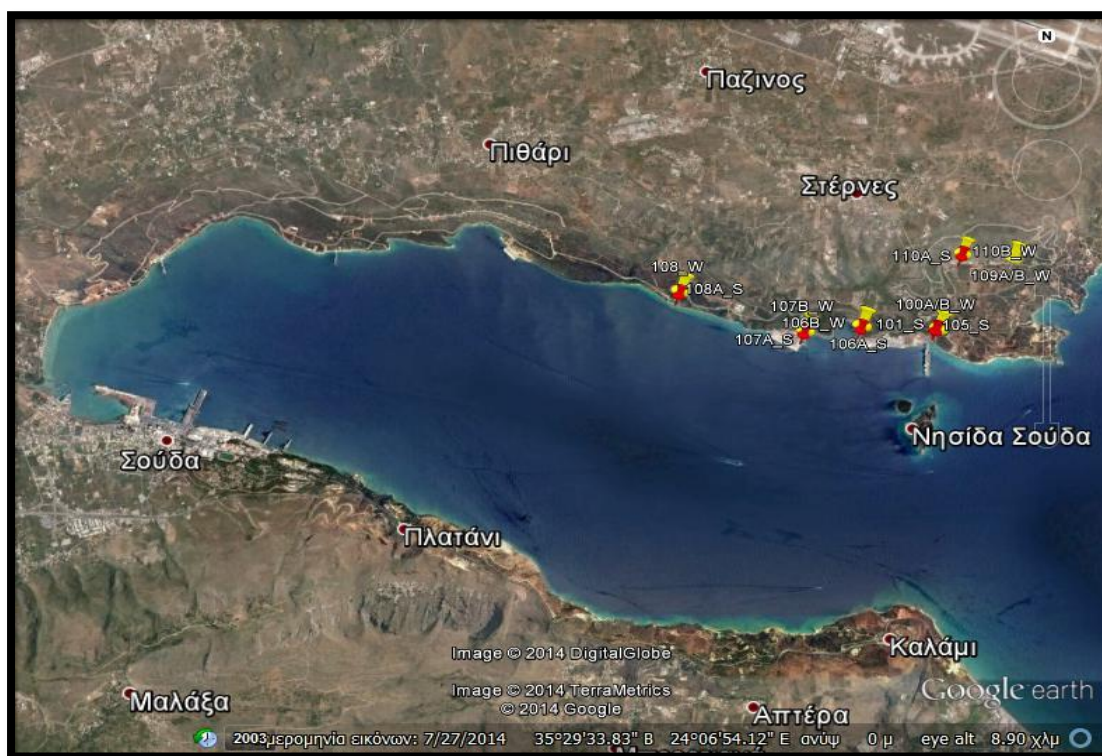 N
Παζινος
Πιθάρι
Στέρνες
110A_S
110B_W
109A/B_W
108_W
108A_S
107B_W
100A/B_W
106B_W
101_S
105_S
107A_S
106A_S
Νησίδα Σούδα
Σούδα
Πλατάνι
Καλάμι
Image © 2014 DigitalGlobe
Image © 2014 TerraMetrics
© 2014 Google
Google earth
Μαλάξα
Απτέρα
2003 μερομηνία εικόνων: 7/27/2014 35°29'33.83" Β 24°06'54.12" Ε ανύψ 0 μ eye alt 8.90 χλμ